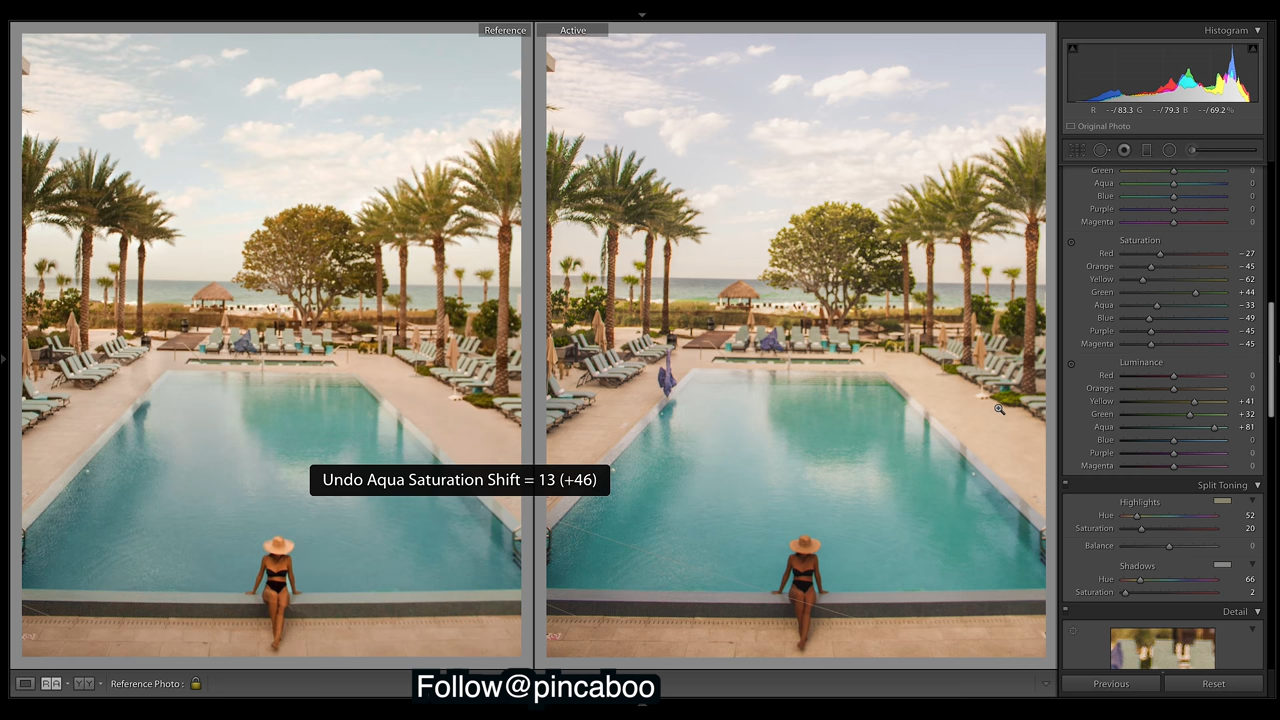 Reference
Active
Histogram
R --/83.3 G --/79.3 B --/69.2 %
Original Photo
Green 0
Aqua 0
Blue 0
Purple 0
Magenta 0
Saturation
Red −27
Orange −45
Yellow −62
Green +44
Aqua −33
Blue −49
Purple −45
Magenta −45
Luminance
Red 0
Orange 0
Yellow +41
Green +32
Aqua +81
Blue 0
Purple 0
Magenta 0
Split Toning
Highlights
Hue 52
Saturation 20
Balance 0
Shadows
Hue 66
Saturation 2
Detail
Undo Aqua Saturation Shift = 13 (+46)
R A
Y Y
Reference Photo :
Previous
Reset
Follow@pincaboo